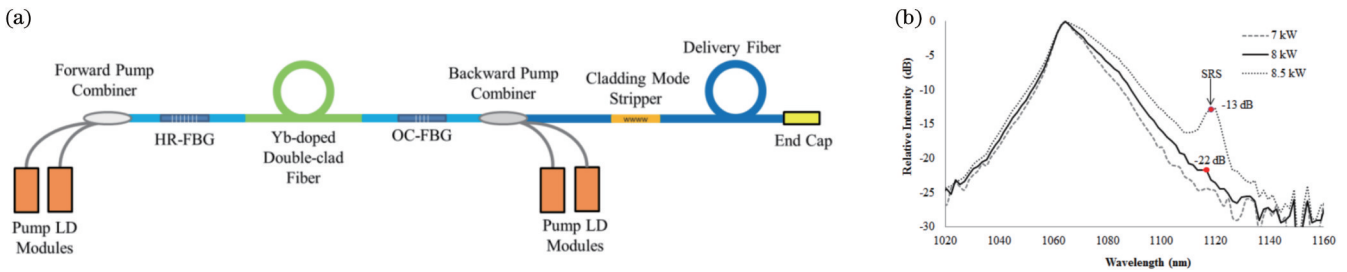 (a)
Forward Pump
Combiner
HR-FBG
Yb-doped
Double-clad
Fiber
OC-FBG
Backward Pump
Combiner
Cladding Mode
Stripper
Delivery Fiber
End Cap
Pump LD
Modules
Pump LD
Modules
wwww
(b)
Relative Intensity (dB)
0
-5
-10
-15
-20
-25
-30
1020
1040
1060
1080
1100
1120
1140
1160
Wavelength (nm)
7 kW
8 kW
8.5 kW
SRS
-13 dB
-22 dB